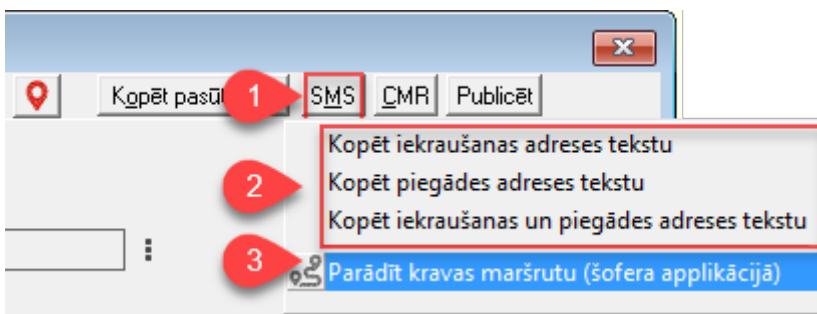 Kopēt pasūt
1
SMS
CMR
Publicēt
Kopēt iekraušanas adreses tekstu
2
Kopēt piegādes adreses tekstu
Kopēt iekraušanas un piegādes adreses tekstu
3
Parādīt kravas maršrutu (šofera applikācijā)